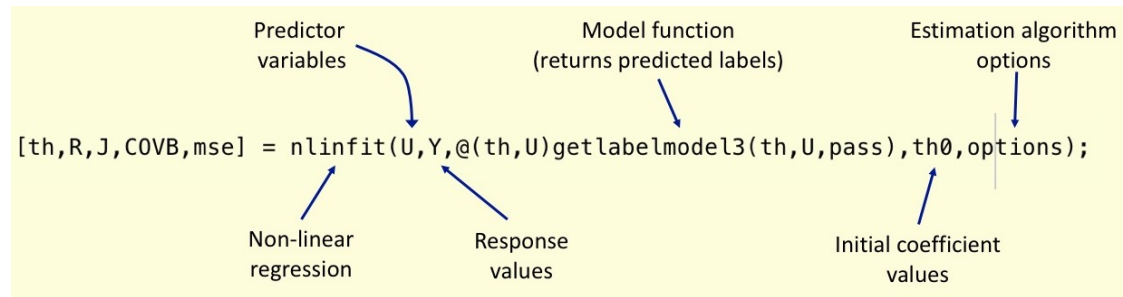 Predictor
variables
Model function
(returns predicted labels)
Estimation algorithm
options
[th,R,J,COVB,mse] = nlinfit(U,Y,@(th,U)getlabelmodel3(th,U,pass),th0,options);
Non-linear
regression
Response
values
Initial coefficient
values